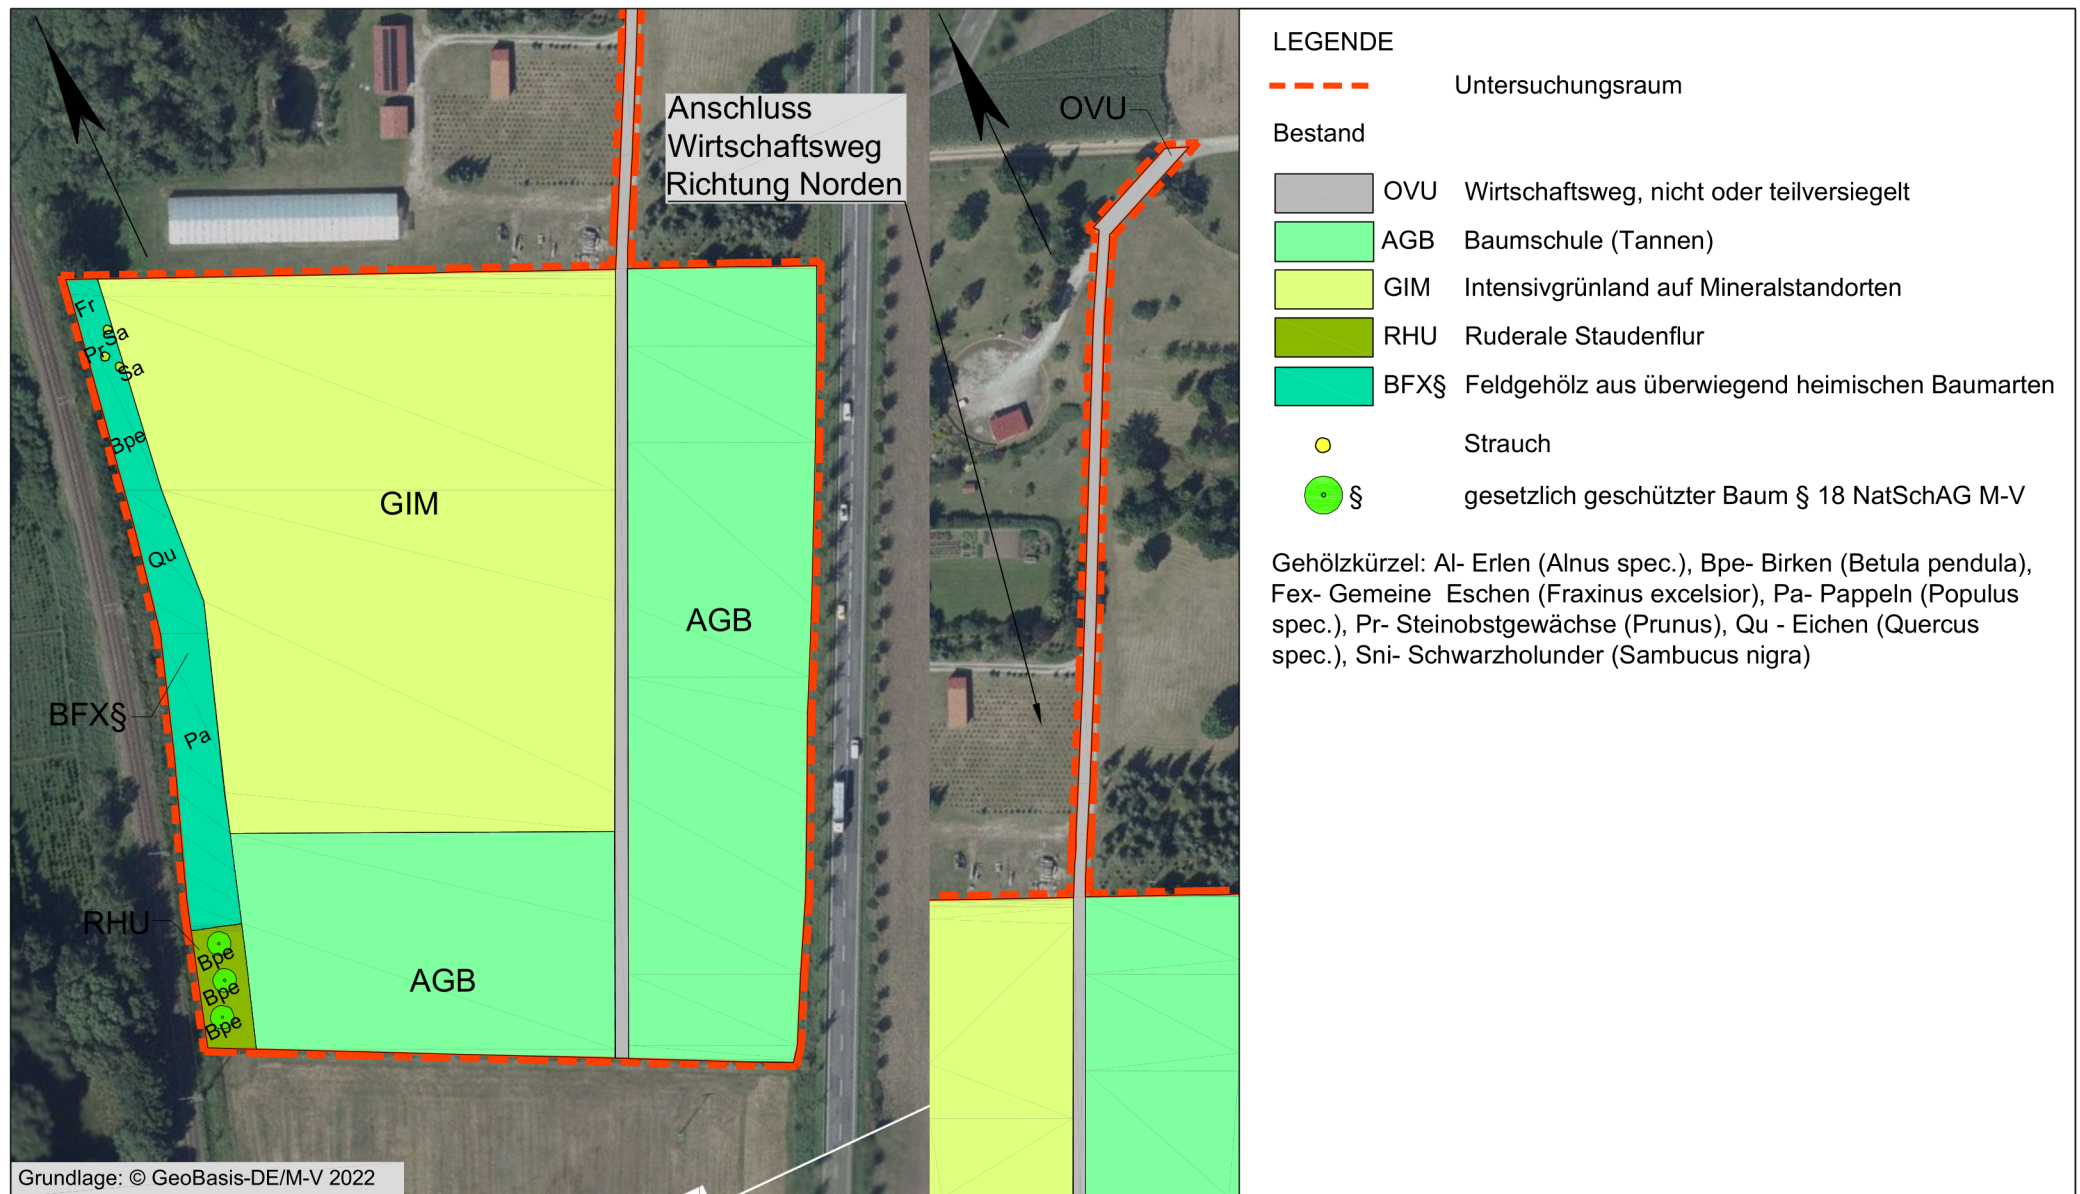 Anschluss
Wirtschaftsweg
Richtung Norden
OVU
Fr
Sa
Pr
Sa
Bpe
GIM
Qu
AGB
BFX§
Pa
RHU
Bpe
Bpe
Bpe
AGB
Grundlage: © GeoBasis-DE/M-V 2022
LEGENDE
Untersuchungsraum
Bestand
OVU Wirtschaftsweg, nicht oder teilversiegelt
AGB Baumschule (Tannen)
GIM Intensivgrünland auf Mineralstandorten
RHU Ruderale Staudenflur
BFX§ Feldgehölz aus überwiegend heimischen Baumarten
Strauch
§ gesetzlich geschützter Baum § 18 NatSchAG M-V
Gehölzkürzel: Al- Erlen (Alnus spec.), Bpe- Birken (Betula pendula),
Fex- Gemeine Eschen (Fraxinus excelsior), Pa- Pappeln (Populus
spec.), Pr- Steinobstgewächse (Prunus), Qu - Eichen (Quercus
spec.), Sni- Schwarzholunder (Sambucus nigra)